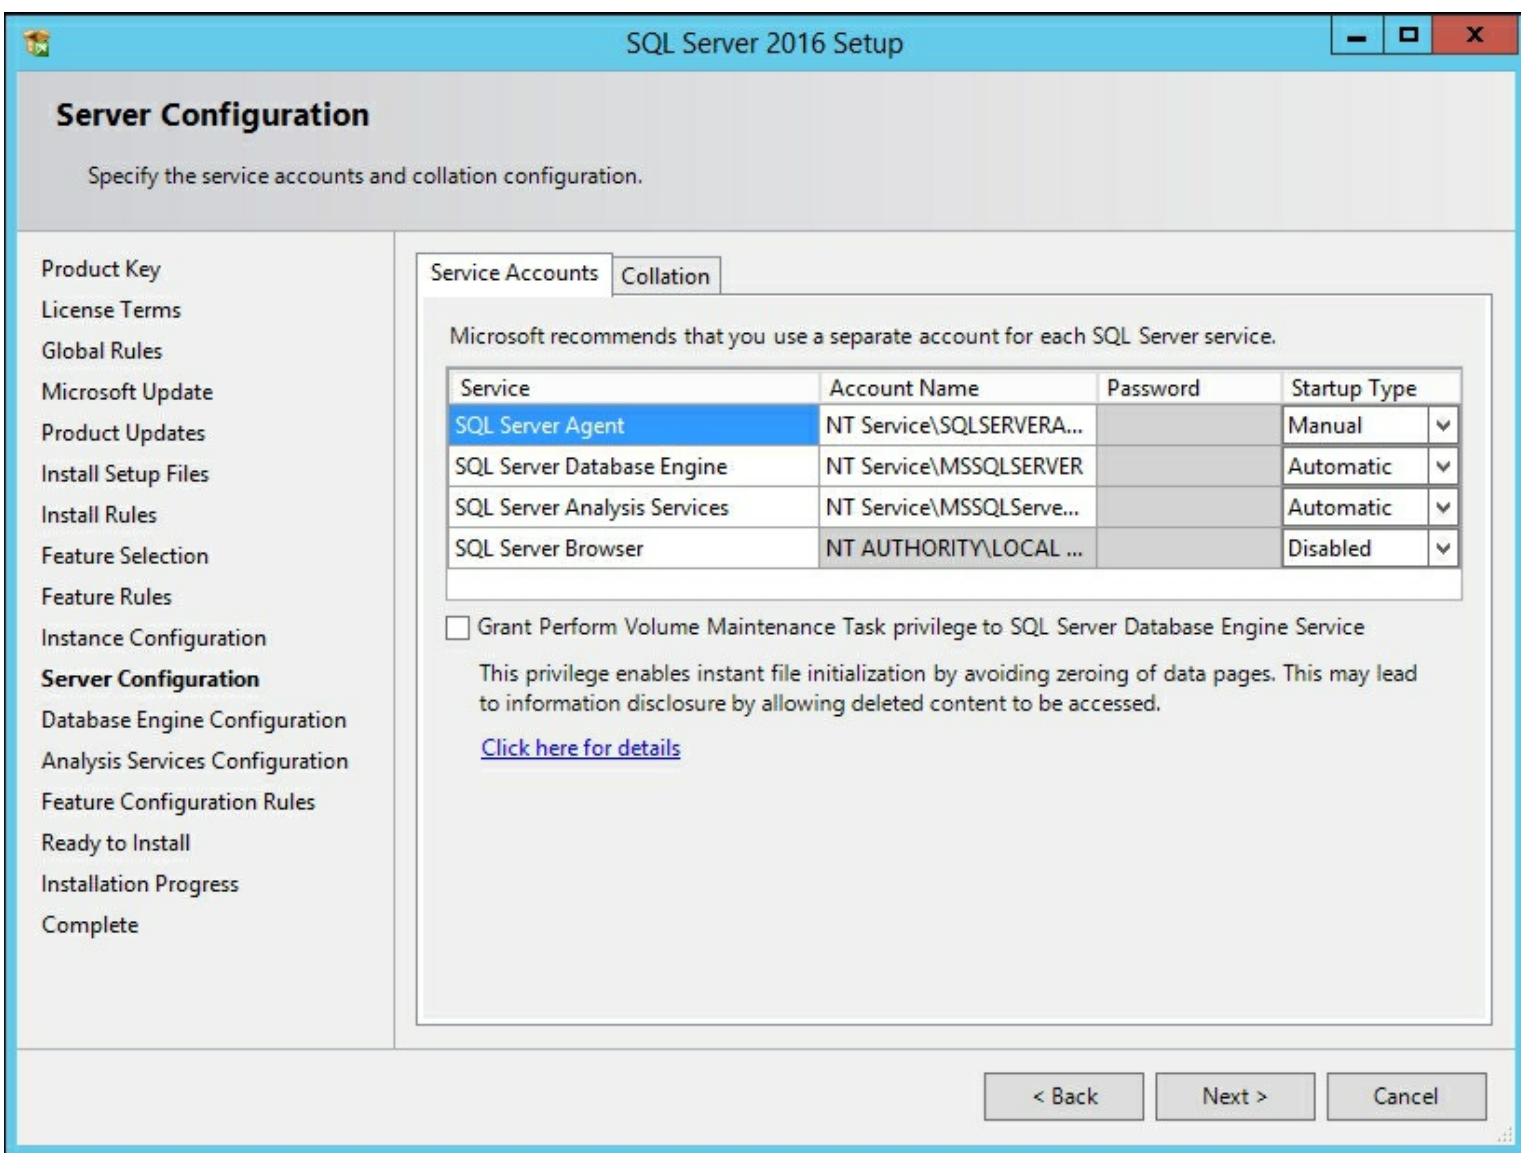 SQL Server 2016 Setup
Server Configuration
Specify the service accounts and collation configuration.
Product Key
License Terms
Global Rules
Microsoft Update
Product Updates
Install Setup Files
Install Rules
Feature Selection
Feature Rules
Instance Configuration
Server Configuration
Database Engine Configuration
Analysis Services Configuration
Feature Configuration Rules
Ready to Install
Installation Progress
Complete
Service Accounts Collation
Microsoft recommends that you use a separate account for each SQL Server service.
Service Account Name Password Startup Type
SQL Server Agent NT Service\SQLSERVERA... Manual
SQL Server Database Engine NT Service\MSSQLSERVER Automatic
SQL Server Analysis Services NT Service\MSSQLServe... Automatic
SQL Server Browser NT AUTHORITY\LOCAL ... Disabled
Grant Perform Volume Maintenance Task privilege to SQL Server Database Engine Service
This privilege enables instant file initialization by avoiding zeroing of data pages. This may lead
to information disclosure by allowing deleted content to be accessed.
Click here for details
< Back Next > Cancel